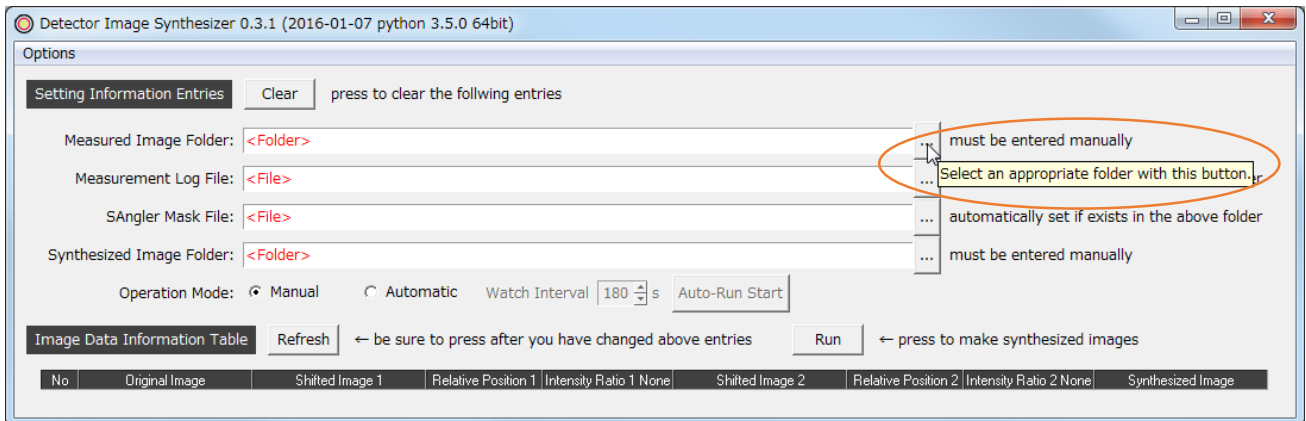 Detector Image Synthesizer 0.3.1 (2016-01-07 python 3.5.0 64bit)
Options
Setting Information Entries Clear press to clear the follwing entries
Measured Image Folder: <Folder> ... must be entered manually
Select an appropriate folder with this button.
Measurement Log File: <File> ...
SAngler Mask File: <File> ... automatically set if exists in the above folder
Synthesized Image Folder: <Folder> ... must be entered manually
Operation Mode: Manual Automatic Watch Interval 180 s Auto-Run Start
Image Data Information Table Refresh ← be sure to press after you have changed above entries Run ← press to make synthesized images
No Original Image Shifted Image 1 Relative Position 1 Intensity Ratio 1 None Shifted Image 2 Relative Position 2 Intensity Ratio 2 None Synthesized Image